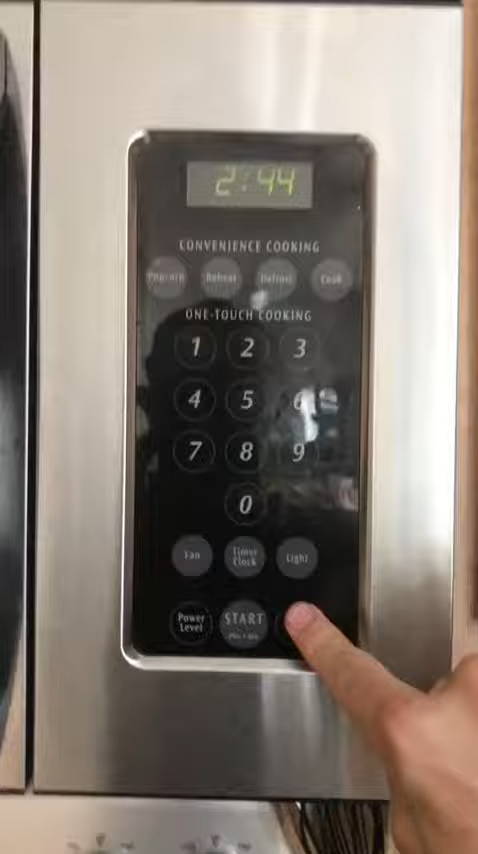 2:44
CONVENIENCE COOKING
Popcorn Reheat Defrost Cook
ONE-TOUCH COOKING
1 2 3
4 5 6
7 8 9
0
Fan Timer Clock Light
Power Level START